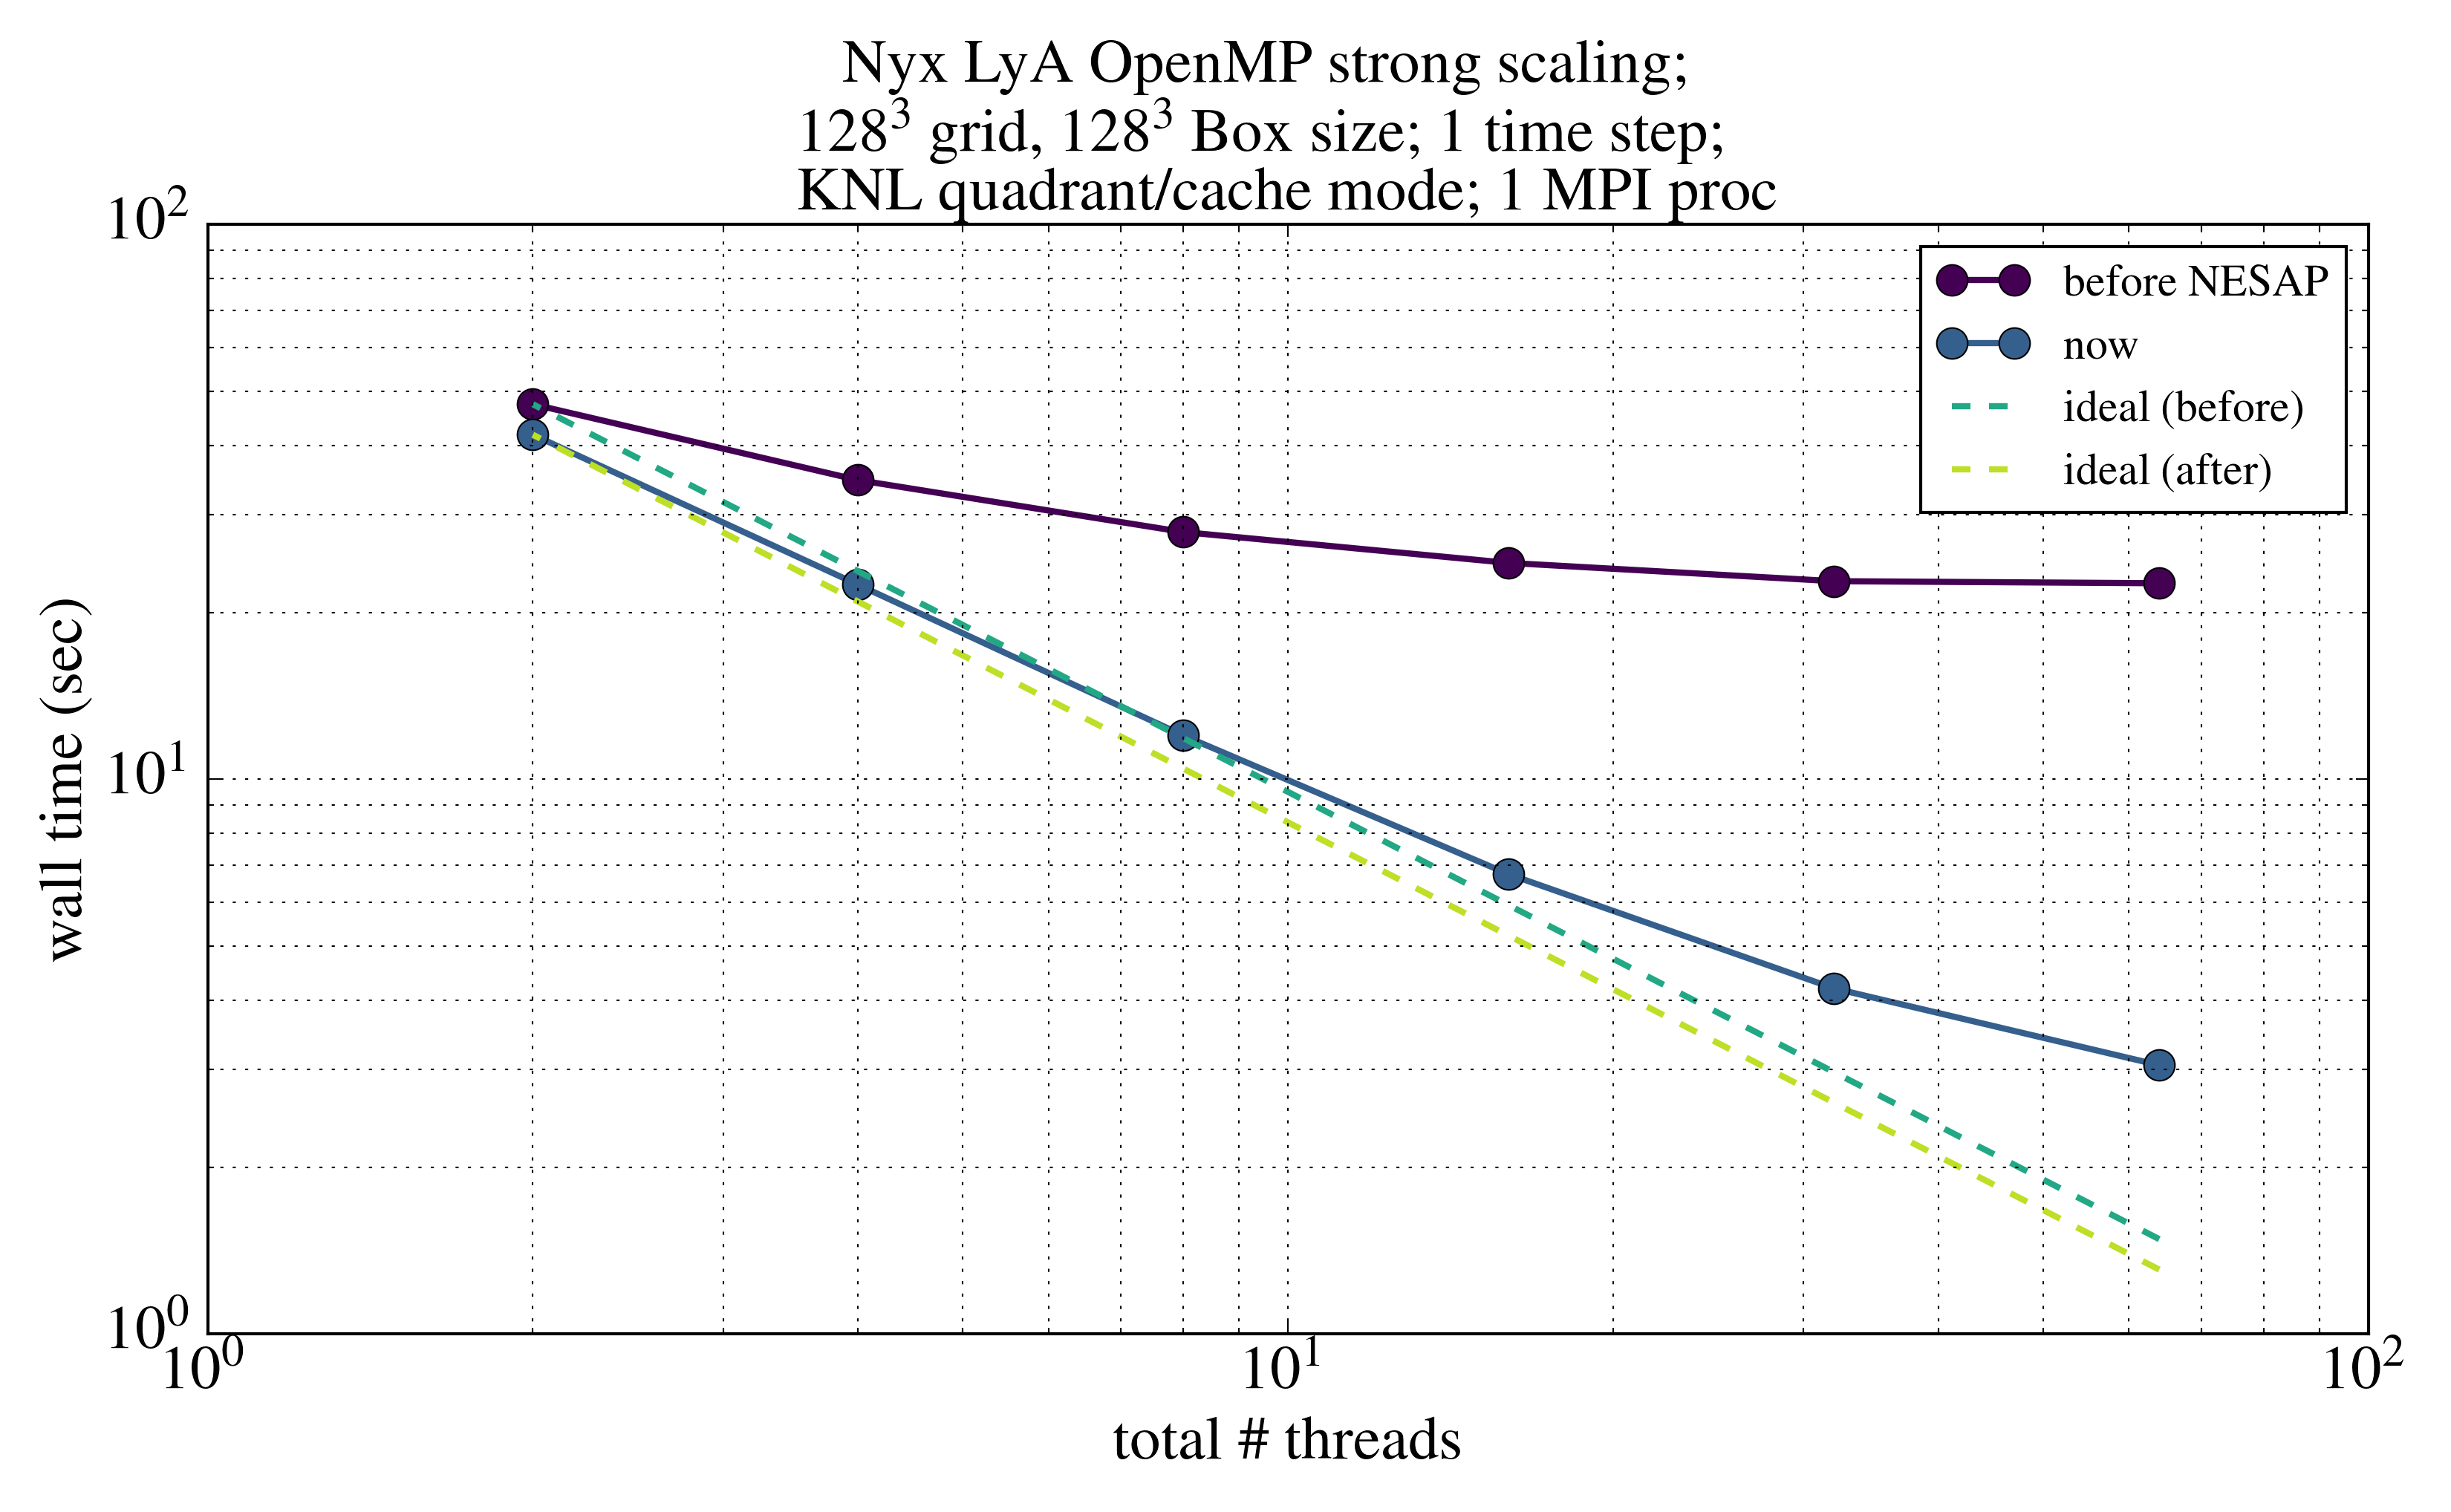 Nyx LyA OpenMP strong scaling;
128³ grid, 128³ Box size; 1 time step;
KNL quadrant/cache mode; 1 MPI proc
10²
before NESAP
now
ideal (before)
ideal (after)
wall time (sec)
10¹
10⁰
10⁰
10¹
10²
total # threads